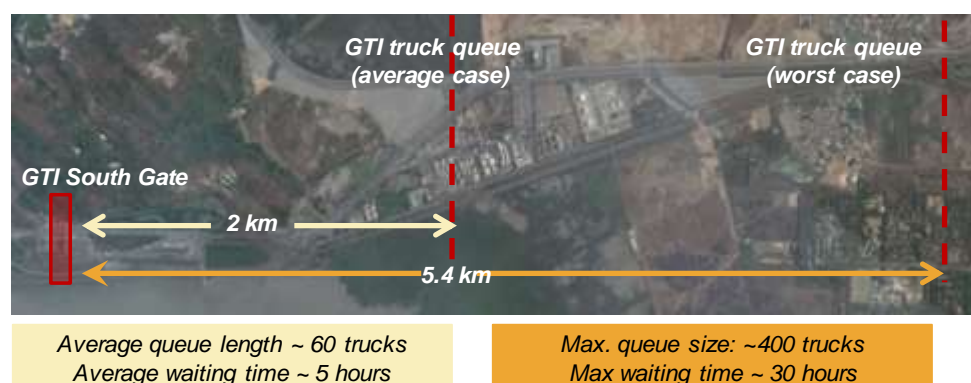 GTI truck queue
(average case)
GTI truck queue
(worst case)
GTI South Gate
2 km
5.4 km
Average queue length ~ 60 trucks
Average waiting time ~ 5 hours
Max. queue size: ~400 trucks
Max waiting time ~ 30 hours